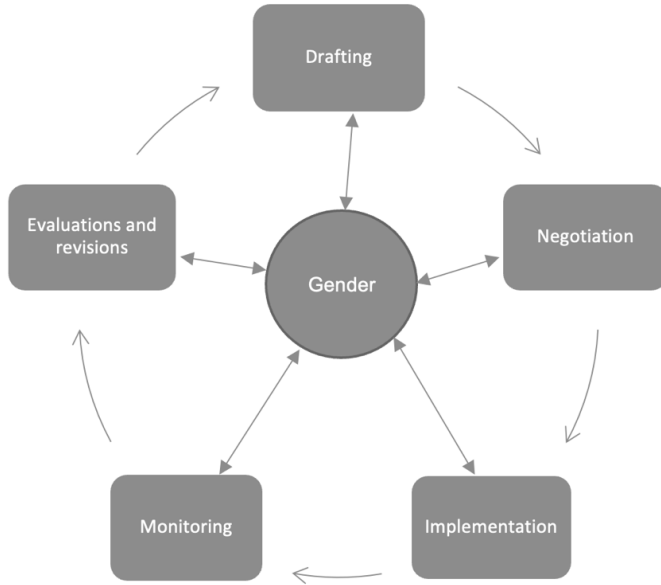 Drafting
Evaluations and
revisions
Negotiation
Gender
Monitoring
Implementation